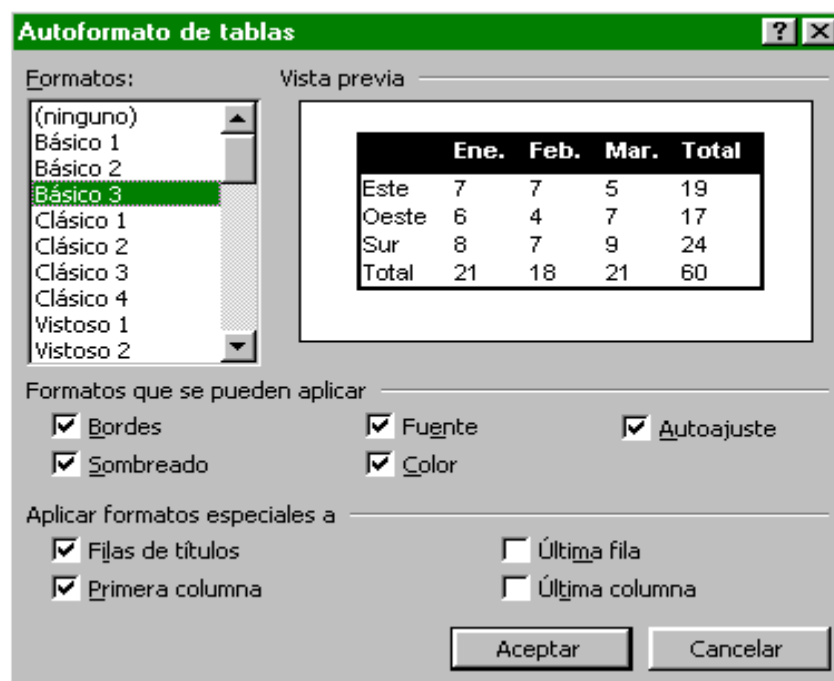 Autoformato de tablas
Formatos:
(ninguno)
Básico 1
Básico 2
Básico 3
Clásico 1
Clásico 2
Clásico 3
Clásico 4
Vistoso 1
Vistoso 2
Vista previa
Ene. Feb. Mar. Total
Este 7 7 5 19
Oeste 6 4 7 17
Sur 8 7 9 24
Total 21 18 21 60
Formatos que se pueden aplicar
Bordes Fuente Autoajuste
Sombreado Color
Aplicar formatos especiales a
Filas de títulos Última fila
Primera columna Última columna
Aceptar Cancelar